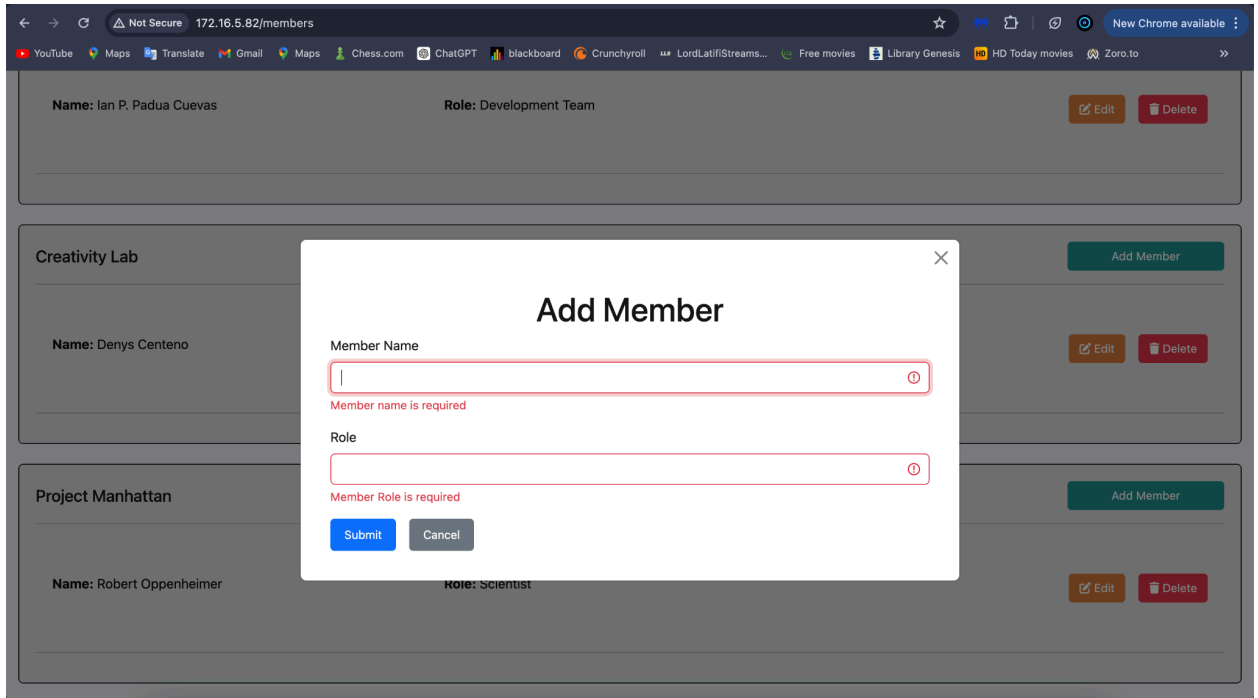 Not Secure 172.16.5.82/members New Chrome available
YouTube Maps Translate Gmail Maps Chess.com ChatGPT blackboard Crunchyroll LordLatifiStreams... Free movies Library Genesis HD HD Today movies Zoro.to »
Name: Ian P. Padua Cuevas Role: Development Team Edit Delete
Creativity Lab Add Member
Add Member
Member Name
Name: Denys Centeno Edit Delete
Member name is required
Role
Project Manhattan Add Member
Member Role is required
Submit Cancel
Name: Robert Oppenheimer Role: Scientist Edit Delete